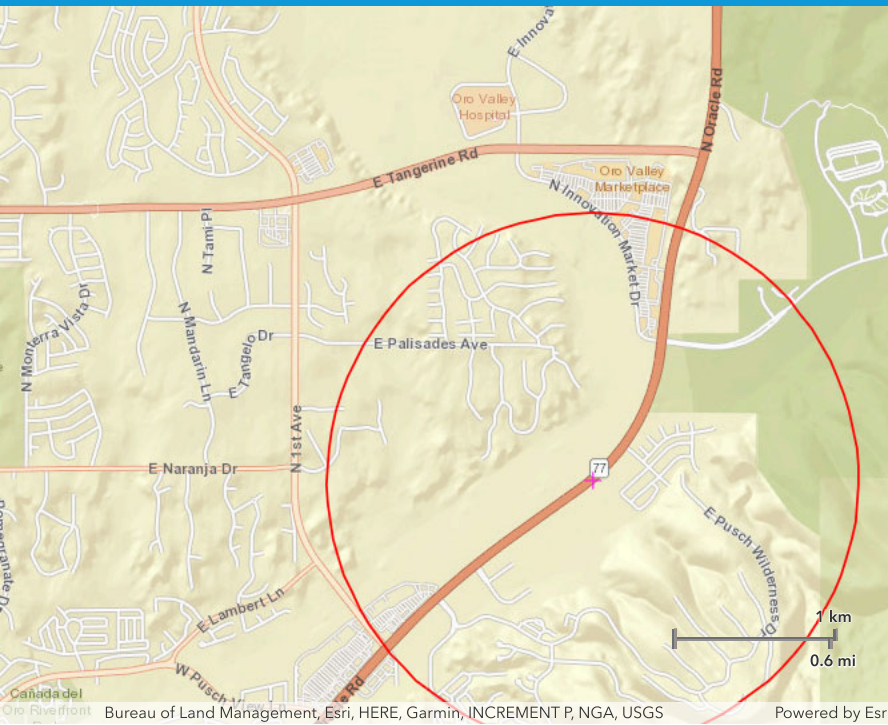 E Innova
N Oracle Rd
Oro Valley
Hospital
E Tangerine Rd
Oro Valley
Marketplace
N Innovation Market Dr
N Tami Pl
N Monterra Vista Dr
N Mandarin Ln
E Tangelo Dr
E Palisades Ave
N 1st Ave
E Naranja Dr
77
E Pusch Wilderness Dr
E Lambert Ln
1 km
0.6 mi
W Pusch View Ln
le Rd
Cañada del
Oro Riverfront
Bureau of Land Management, Esri, HERE, Garmin, INCREMENT P, NGA, USGS
Powered by Esr